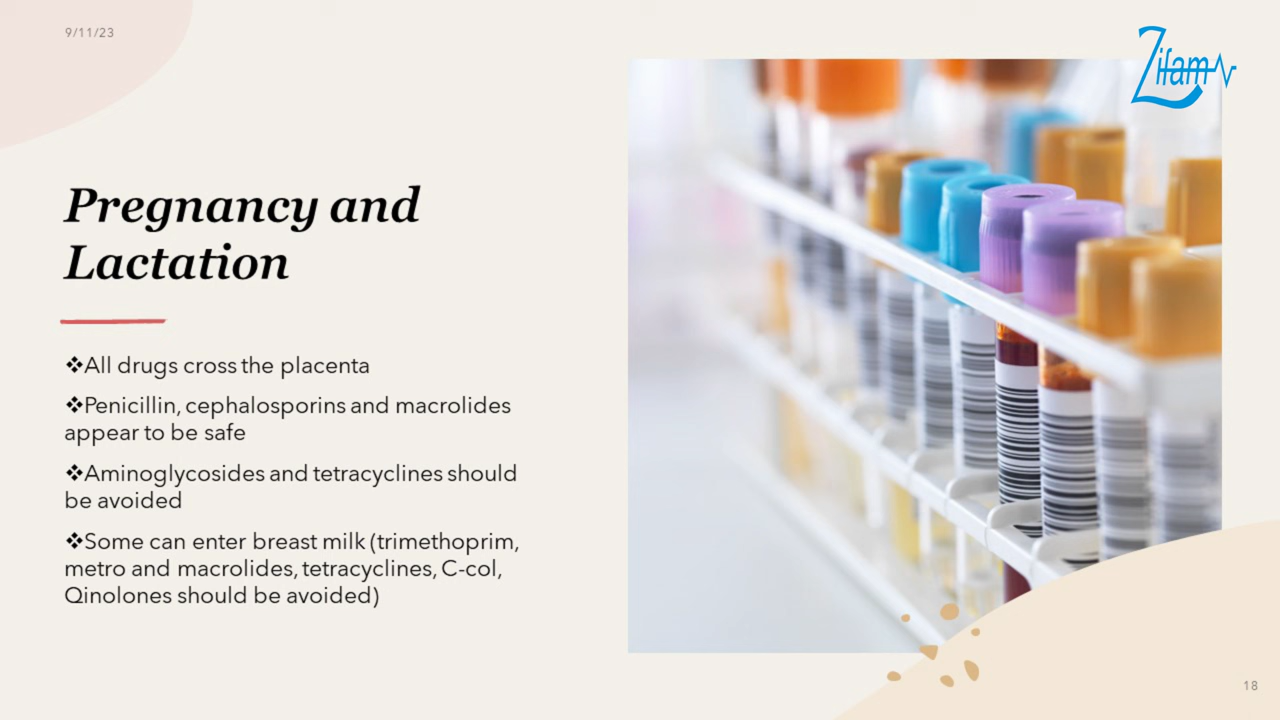 9/11/23
Zifam
Pregnancy and
Lactation
❖All drugs cross the placenta
❖Penicillin, cephalosporins and macrolides
appear to be safe
❖Aminoglycosides and tetracyclines should
be avoided
❖Some can enter breast milk (trimethoprim,
metro and macrolides, tetracyclines, C-col,
Qinolones should be avoided)
18